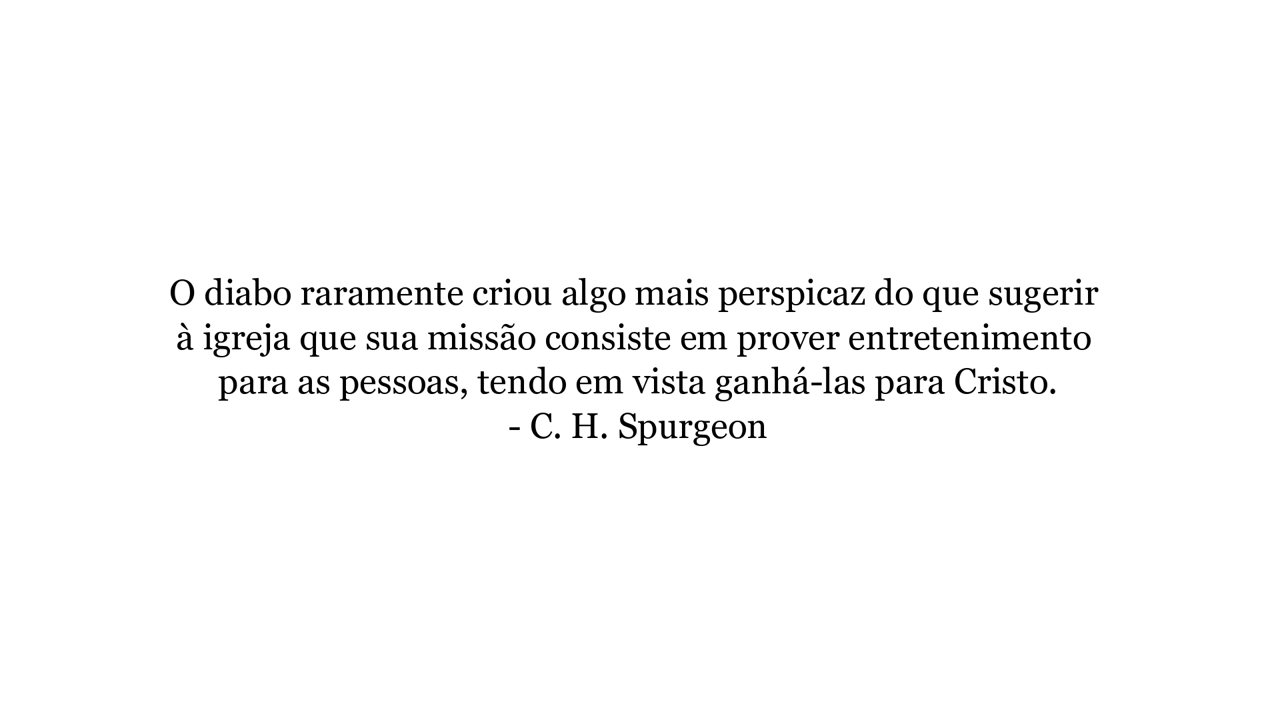 O diabo raramente criou algo mais perspicaz do que sugerir
à igreja que sua missão consiste em prover entretenimento
para as pessoas, tendo em vista ganhá-las para Cristo.
- C. H. Spurgeon